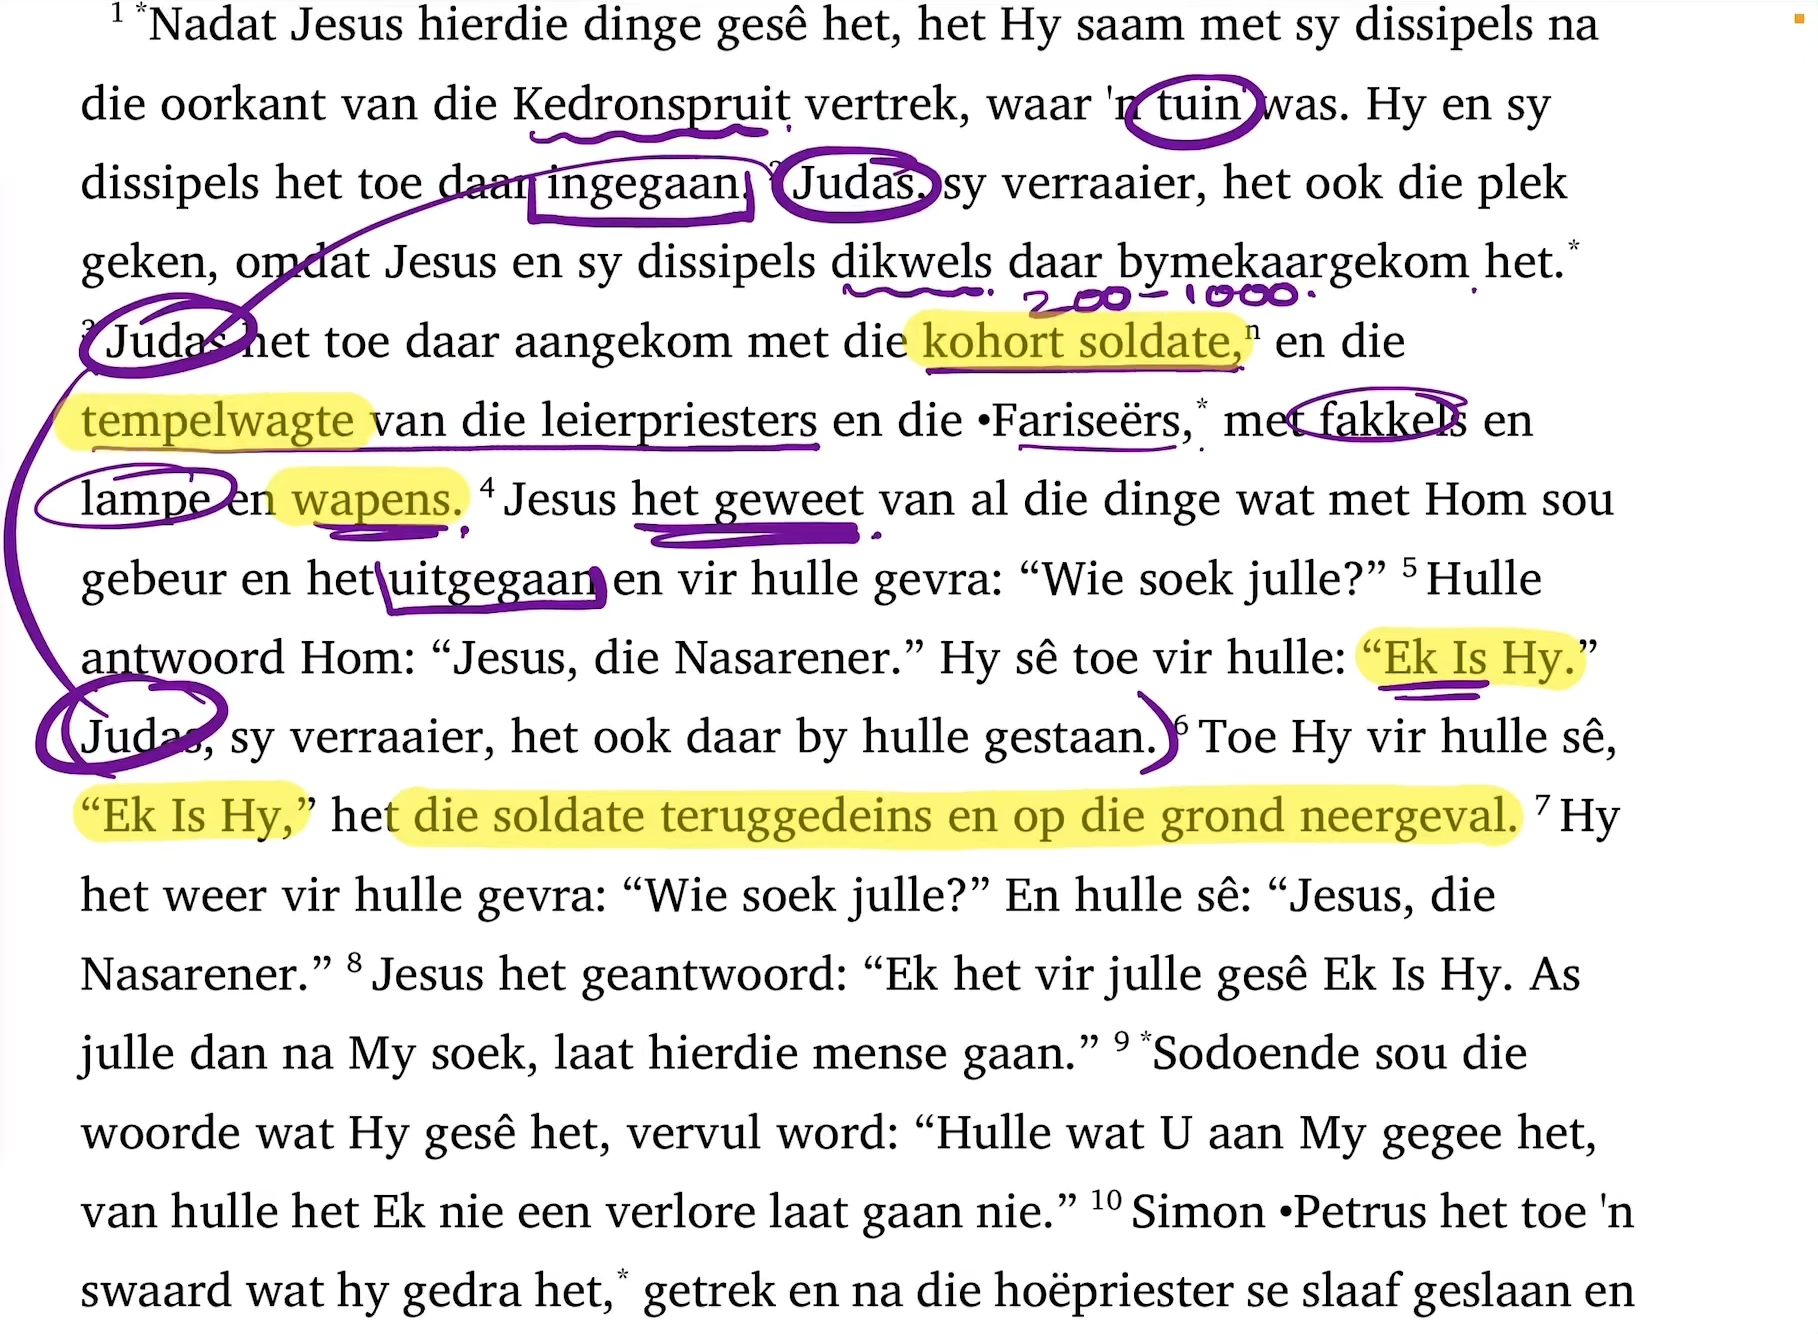 1 *Nadat Jesus hierdie dinge gesê het, het Hy saam met sy dissipels na
die oorkant van die Kedronspruit vertrek, waar 'n tuin was. Hy en sy
dissipels het toe daar ingegaan. 2 Judas, sy verraaier, het ook die plek
geken, omdat Jesus en sy dissipels dikwels daar bymekaargekom het.*
200-1000.
3 Judas het toe daar aangekom met die kohort soldate,n en die
tempelwagte van die leierpriesters en die •Fariseërs,* met fakkels en
lampe en wapens. 4 Jesus het geweet van al die dinge wat met Hom sou
gebeur en het uitgegaan en vir hulle gevra: “Wie soek julle?” 5 Hulle
antwoord Hom: “Jesus, die Nasarener.” Hy sê toe vir hulle: “Ek Is Hy.”
Judas, sy verraaier, het ook daar by hulle gestaan. 6 Toe Hy vir hulle sê,
“Ek Is Hy,” het die soldate teruggedeins en op die grond neergeval. 7 Hy
het weer vir hulle gevra: “Wie soek julle?” En hulle sê: “Jesus, die
Nasarener.” 8 Jesus het geantwoord: “Ek het vir julle gesê Ek Is Hy. As
julle dan na My soek, laat hierdie mense gaan.” 9 *Sodoende sou die
woorde wat Hy gesê het, vervul word: “Hulle wat U aan My gegee het,
van hulle het Ek nie een verlore laat gaan nie.” 10 Simon •Petrus het toe 'n
swaard wat hy gedra het,* getrek en na die hoëpriester se slaaf geslaan en